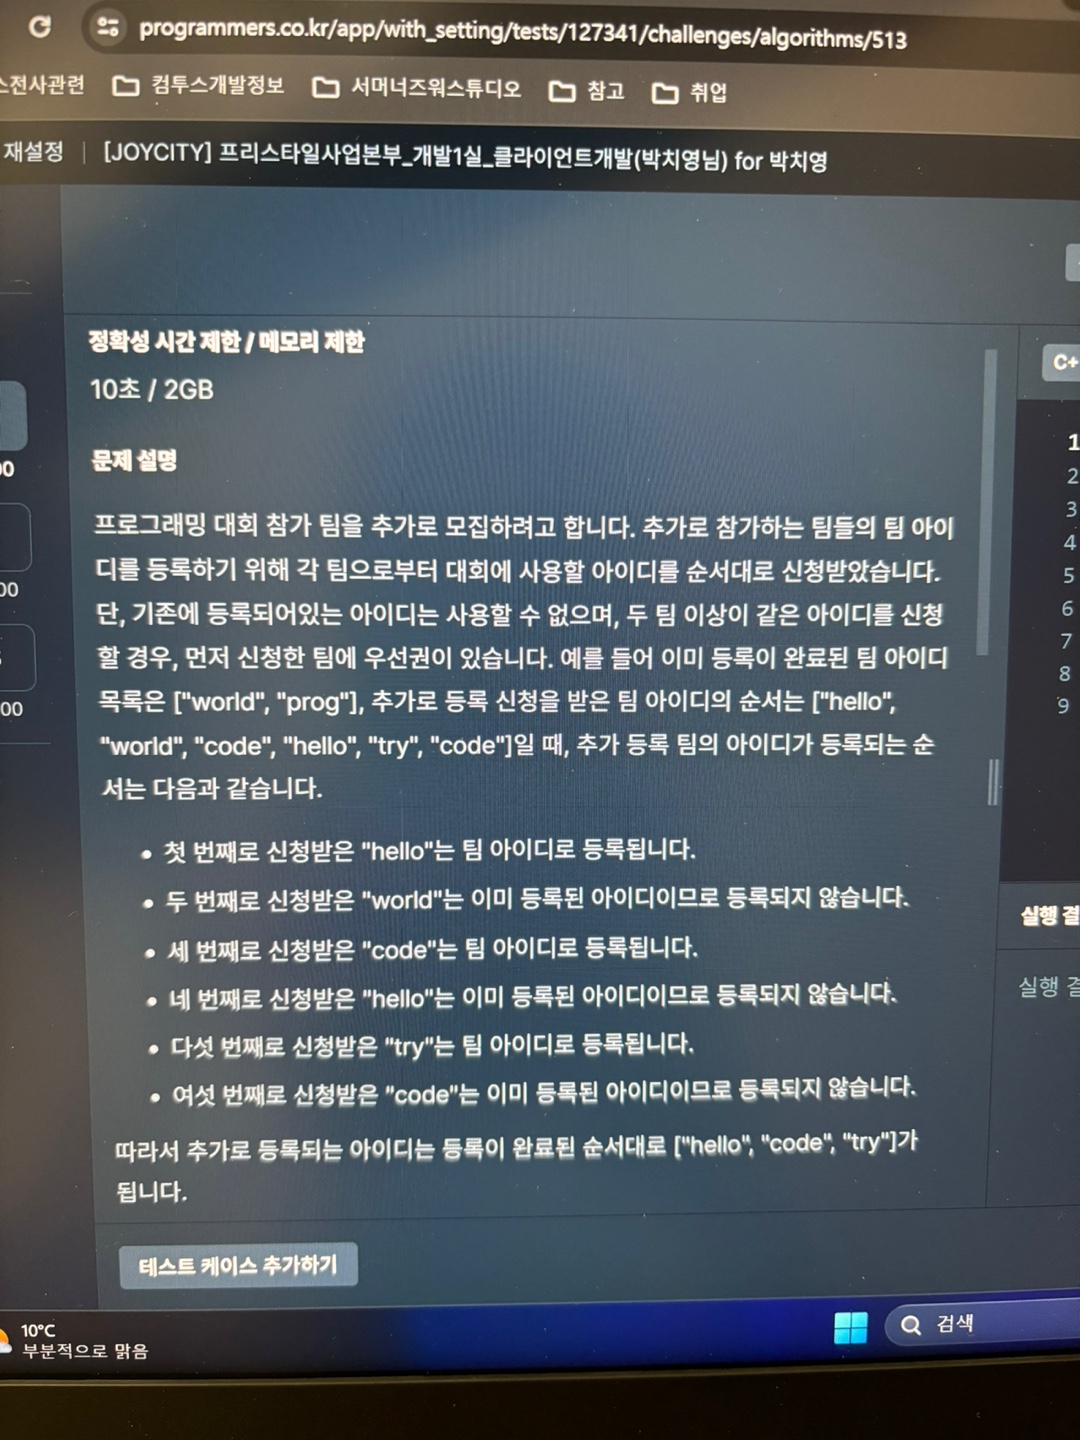 programmers.co.kr/app/with_setting/tests/127341/challenges/algorithms/513
스전사관련 컴투스개발정보 서머너즈워스튜디오 참고 취업
재설정 | [JOYCITY] 프리스타일사업본부_개발1실_클라이언트개발(박치영님) for 박치영
정확성 시간 제한 / 메모리 제한
10초 / 2GB
문제 설명
프로그래밍 대회 참가 팀을 추가로 모집하려고 합니다. 추가로 참가하는 팀들의 팀 아이
디를 등록하기 위해 각 팀으로부터 대회에 사용할 아이디를 순서대로 신청받았습니다.
단, 기존에 등록되어있는 아이디는 사용할 수 없으며, 두 팀 이상이 같은 아이디를 신청
할 경우, 먼저 신청한 팀에 우선권이 있습니다. 예를 들어 이미 등록이 완료된 팀 아이디
목록은 ["world", "prog"], 추가로 등록 신청을 받은 팀 아이디의 순서는 ["hello",
"world", "code", "hello", "try", "code"]일 때, 추가 등록 팀의 아이디가 등록되는 순
서는 다음과 같습니다.
• 첫 번째로 신청받은 "hello"는 팀 아이디로 등록됩니다.
• 두 번째로 신청받은 "world"는 이미 등록된 아이디이므로 등록되지 않습니다.
• 세 번째로 신청받은 "code"는 팀 아이디로 등록됩니다.
• 네 번째로 신청받은 "hello"는 이미 등록된 아이디이므로 등록되지 않습니다.
• 다섯 번째로 신청받은 "try"는 팀 아이디로 등록됩니다.
• 여섯 번째로 신청받은 "code"는 이미 등록된 아이디이므로 등록되지 않습니다.
따라서 추가로 등록되는 아이디는 등록이 완료된 순서대로 ["hello", "code", "try"]가
됩니다.
테스트 케이스 추가하기
C+
1
2
3
4
5
6
7
8
9
실행 결
실행 결
00
00
00
10°C
부분적으로 맑음
검색